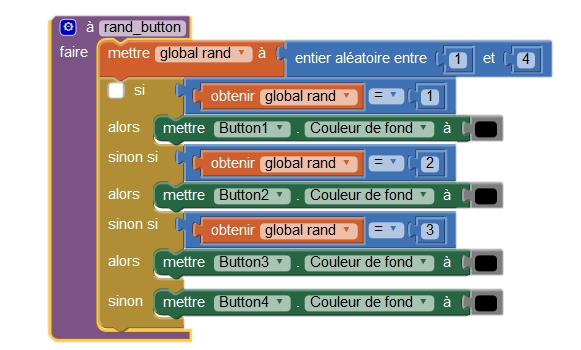 à rand_button
faire mettre global rand à entier aléatoire entre 1 et 4
si obtenir global rand = 1
alors mettre Button1 . Couleur de fond à
sinon si obtenir global rand = 2
alors mettre Button2 . Couleur de fond à
sinon si obtenir global rand = 3
alors mettre Button3 . Couleur de fond à
sinon mettre Button4 . Couleur de fond à